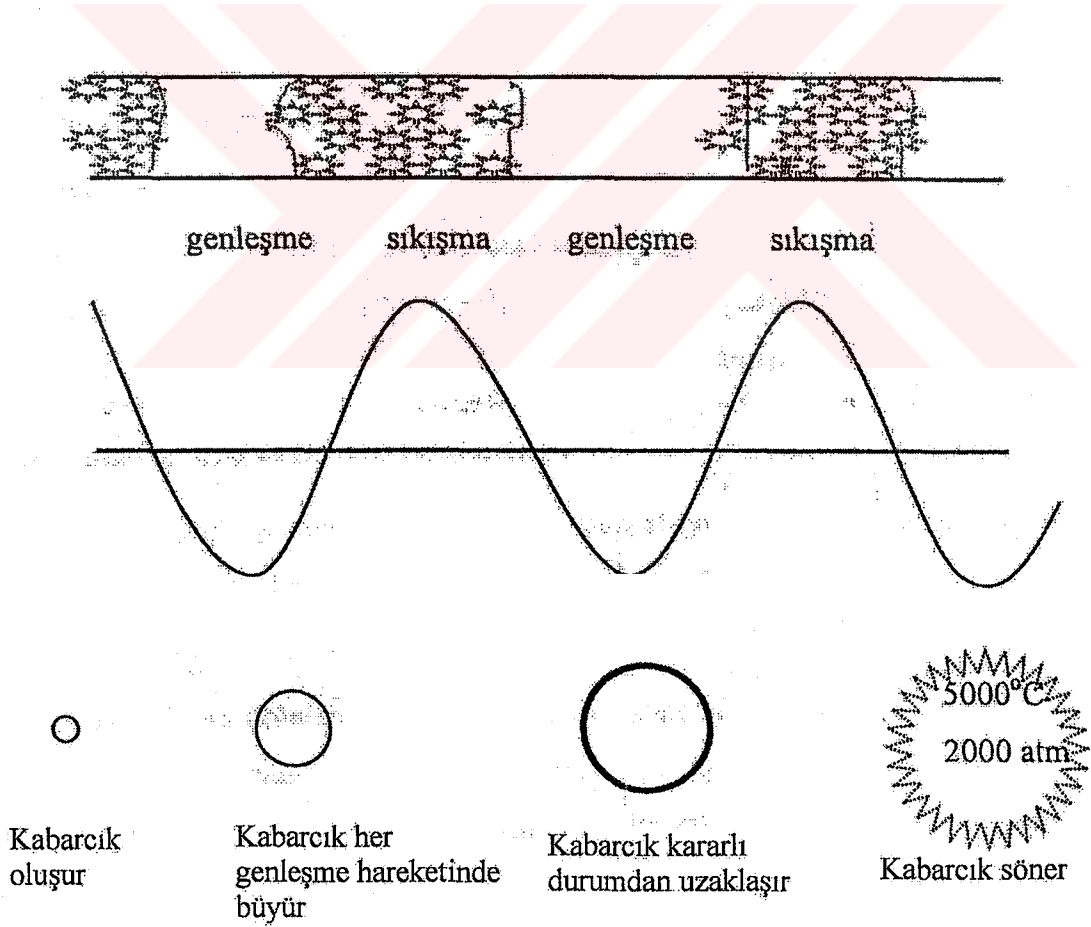 genleşme sıkışma genleşme sıkışma
5000°C
2000 atm
Kabarcık
oluşur
Kabarcık her
genleşme hareketinde
büyür
Kabarcık kararlı
durumdan uzaklaşır
Kabarcık söner